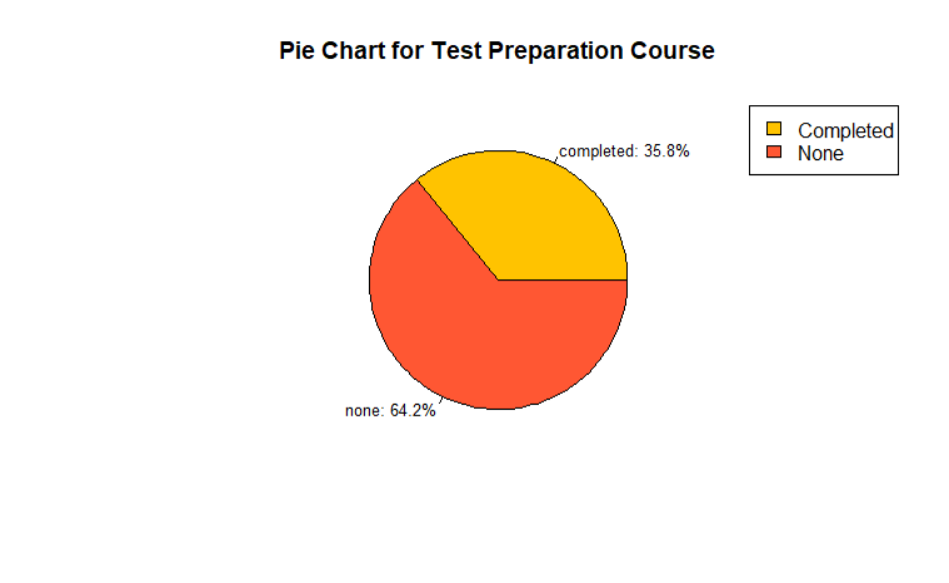 Pie Chart for Test Preparation Course
Completed
None
completed: 35.8%
none: 64.2%